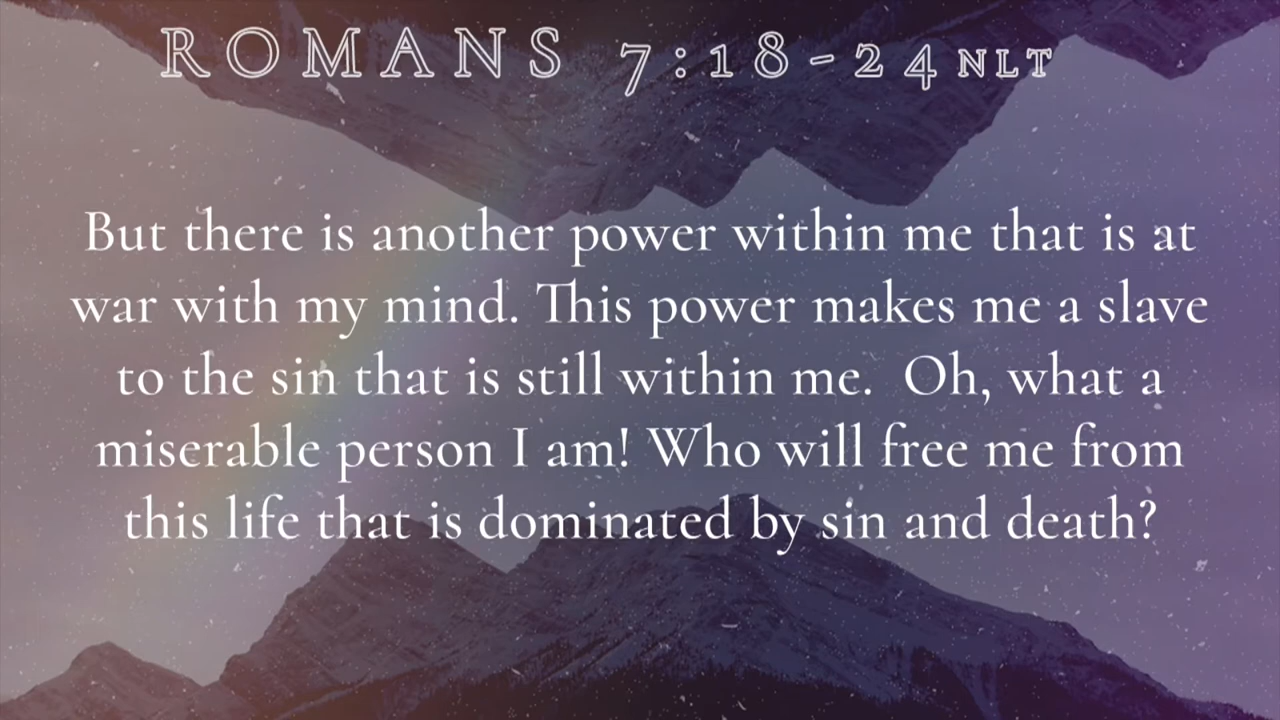 ROMANS 7:18-24 NLT
But there is another power within me that is at
war with my mind. This power makes me a slave
to the sin that is still within me.  Oh, what a
miserable person I am! Who will free me from
this life that is dominated by sin and death?